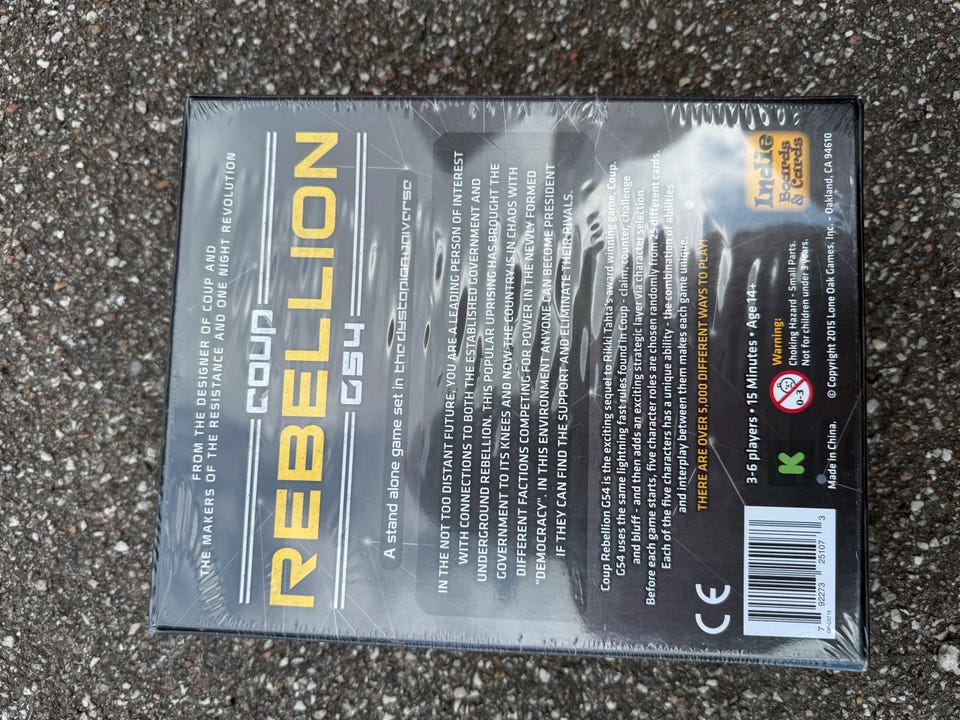 FROM THE DESIGNER OF COUP AND
THE MAKERS OF THE RESISTANCE AND ONE NIGHT REVOLUTION
COUP
REBELLION
G54
A stand alone game set in the dystopian universe
IN THE NOT TOO DISTANT FUTURE, YOU ARE A LEADING PERSON OF INTEREST
WITH CONNECTIONS TO BOTH THE ESTABLISHED GOVERNMENT AND
UNDERGROUND REBELLION. THIS POPULAR UPRISING HAS BROUGHT THE
GOVERNMENT TO ITS KNEES AND NOW THE COUNTRY IS IN CHAOS WITH
DIFFERENT FACTIONS COMPETING FOR POWER IN THE NEWLY FORMED
"DEMOCRACY". IN THIS ENVIRONMENT ANYONE CAN BECOME PRESIDENT
IF THEY CAN FIND THE SUPPORT AND ELIMINATE THEIR RIVALS.
Coup Rebellion G54 is the exciting sequel to Rikki Tahta's award winning game, Coup.
G54 uses the same lightning fast rules found in Coup - claim, counter, challenge
and bluff - and then adds an exciting strategic layer via character selection.
Before each game starts, five character roles are chosen randomly from 25 different cards.
Each of the five characters has a unique ability - the combination of abilities
and interplay between them makes each game unique.
THERE ARE OVER 5,000 DIFFERENT WAYS TO PLAY!
3-6 players • 15 Minutes • Age 14+
K
0-3
Warning:
Choking Hazard - Small Parts.
Not for children under 3 years.
Indie
Boards
& Cards
CE
7 92273 25107 3
Made in China.
© Copyright 2015 Lone Oak Games, Inc. - Oakland, CA 94610